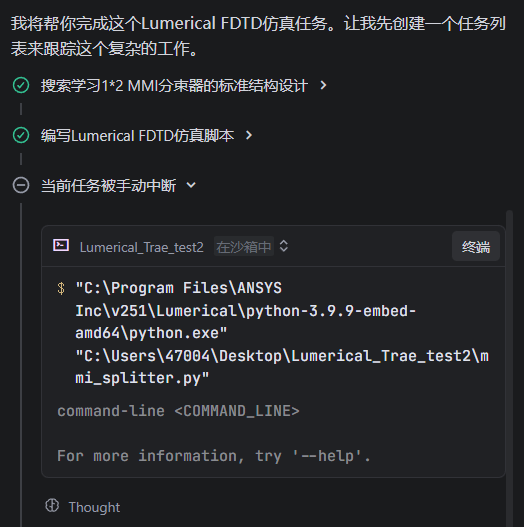 我将帮你完成这个Lumerical FDTD仿真任务。让我先创建一个任务列
表来跟踪这个复杂的工作。
搜索学习1*2 MMI分束器的标准结构设计
编写Lumerical FDTD仿真脚本
当前任务被手动中断
Lumerical_Trae_test2 在沙箱中 终端
$ "C:\Program Files\ANSYS
Inc\v251\Lumerical\python-3.9.9-embed-
amd64\python.exe"
"C:\Users\47004\Desktop\Lumerical_Trae_test2\m
mi_splitter.py"
command-line <COMMAND_LINE>
For more information, try '--help'.
Thought